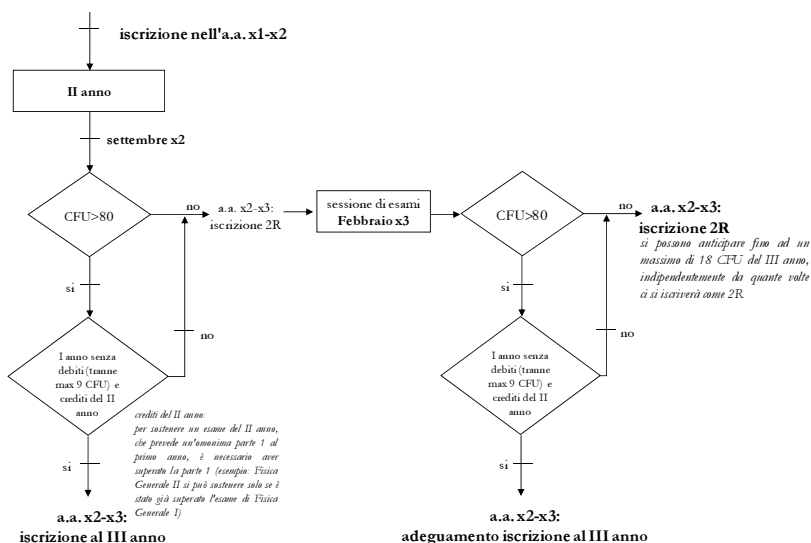 iscrizione nell'a.a. x1-x2
II anno
settembre x2
CFU>80
no
a.a. x2-x3:
iscrizione 2R
si
I anno senza
debiti (tranne
max 9 CFU) e
crediti del II
anno
no
crediti del II anno:
per sostenere un esame del II anno,
che prevede un'omonima parte 1 al
primo anno, è necessario aver
superato la parte 1 (esempio: Fisica
Generale II si può sostenere solo se è
stato già superato l'esame di Fisica
Generale I)
si
a.a. x2-x3:
iscrizione al III anno
sessione di esami
Febbraio x3
CFU>80
no
a.a. x2-x3:
iscrizione 2R
si possono anticipare fino ad un
massimo di 18 CFU del III anno,
indipendentemente da quante volte
ci si iscriverà come 2R
si
I anno senza
debiti (tranne
max 9 CFU) e
crediti del II
anno
no
si
a.a. x2-x3:
adeguamento iscrizione al III anno